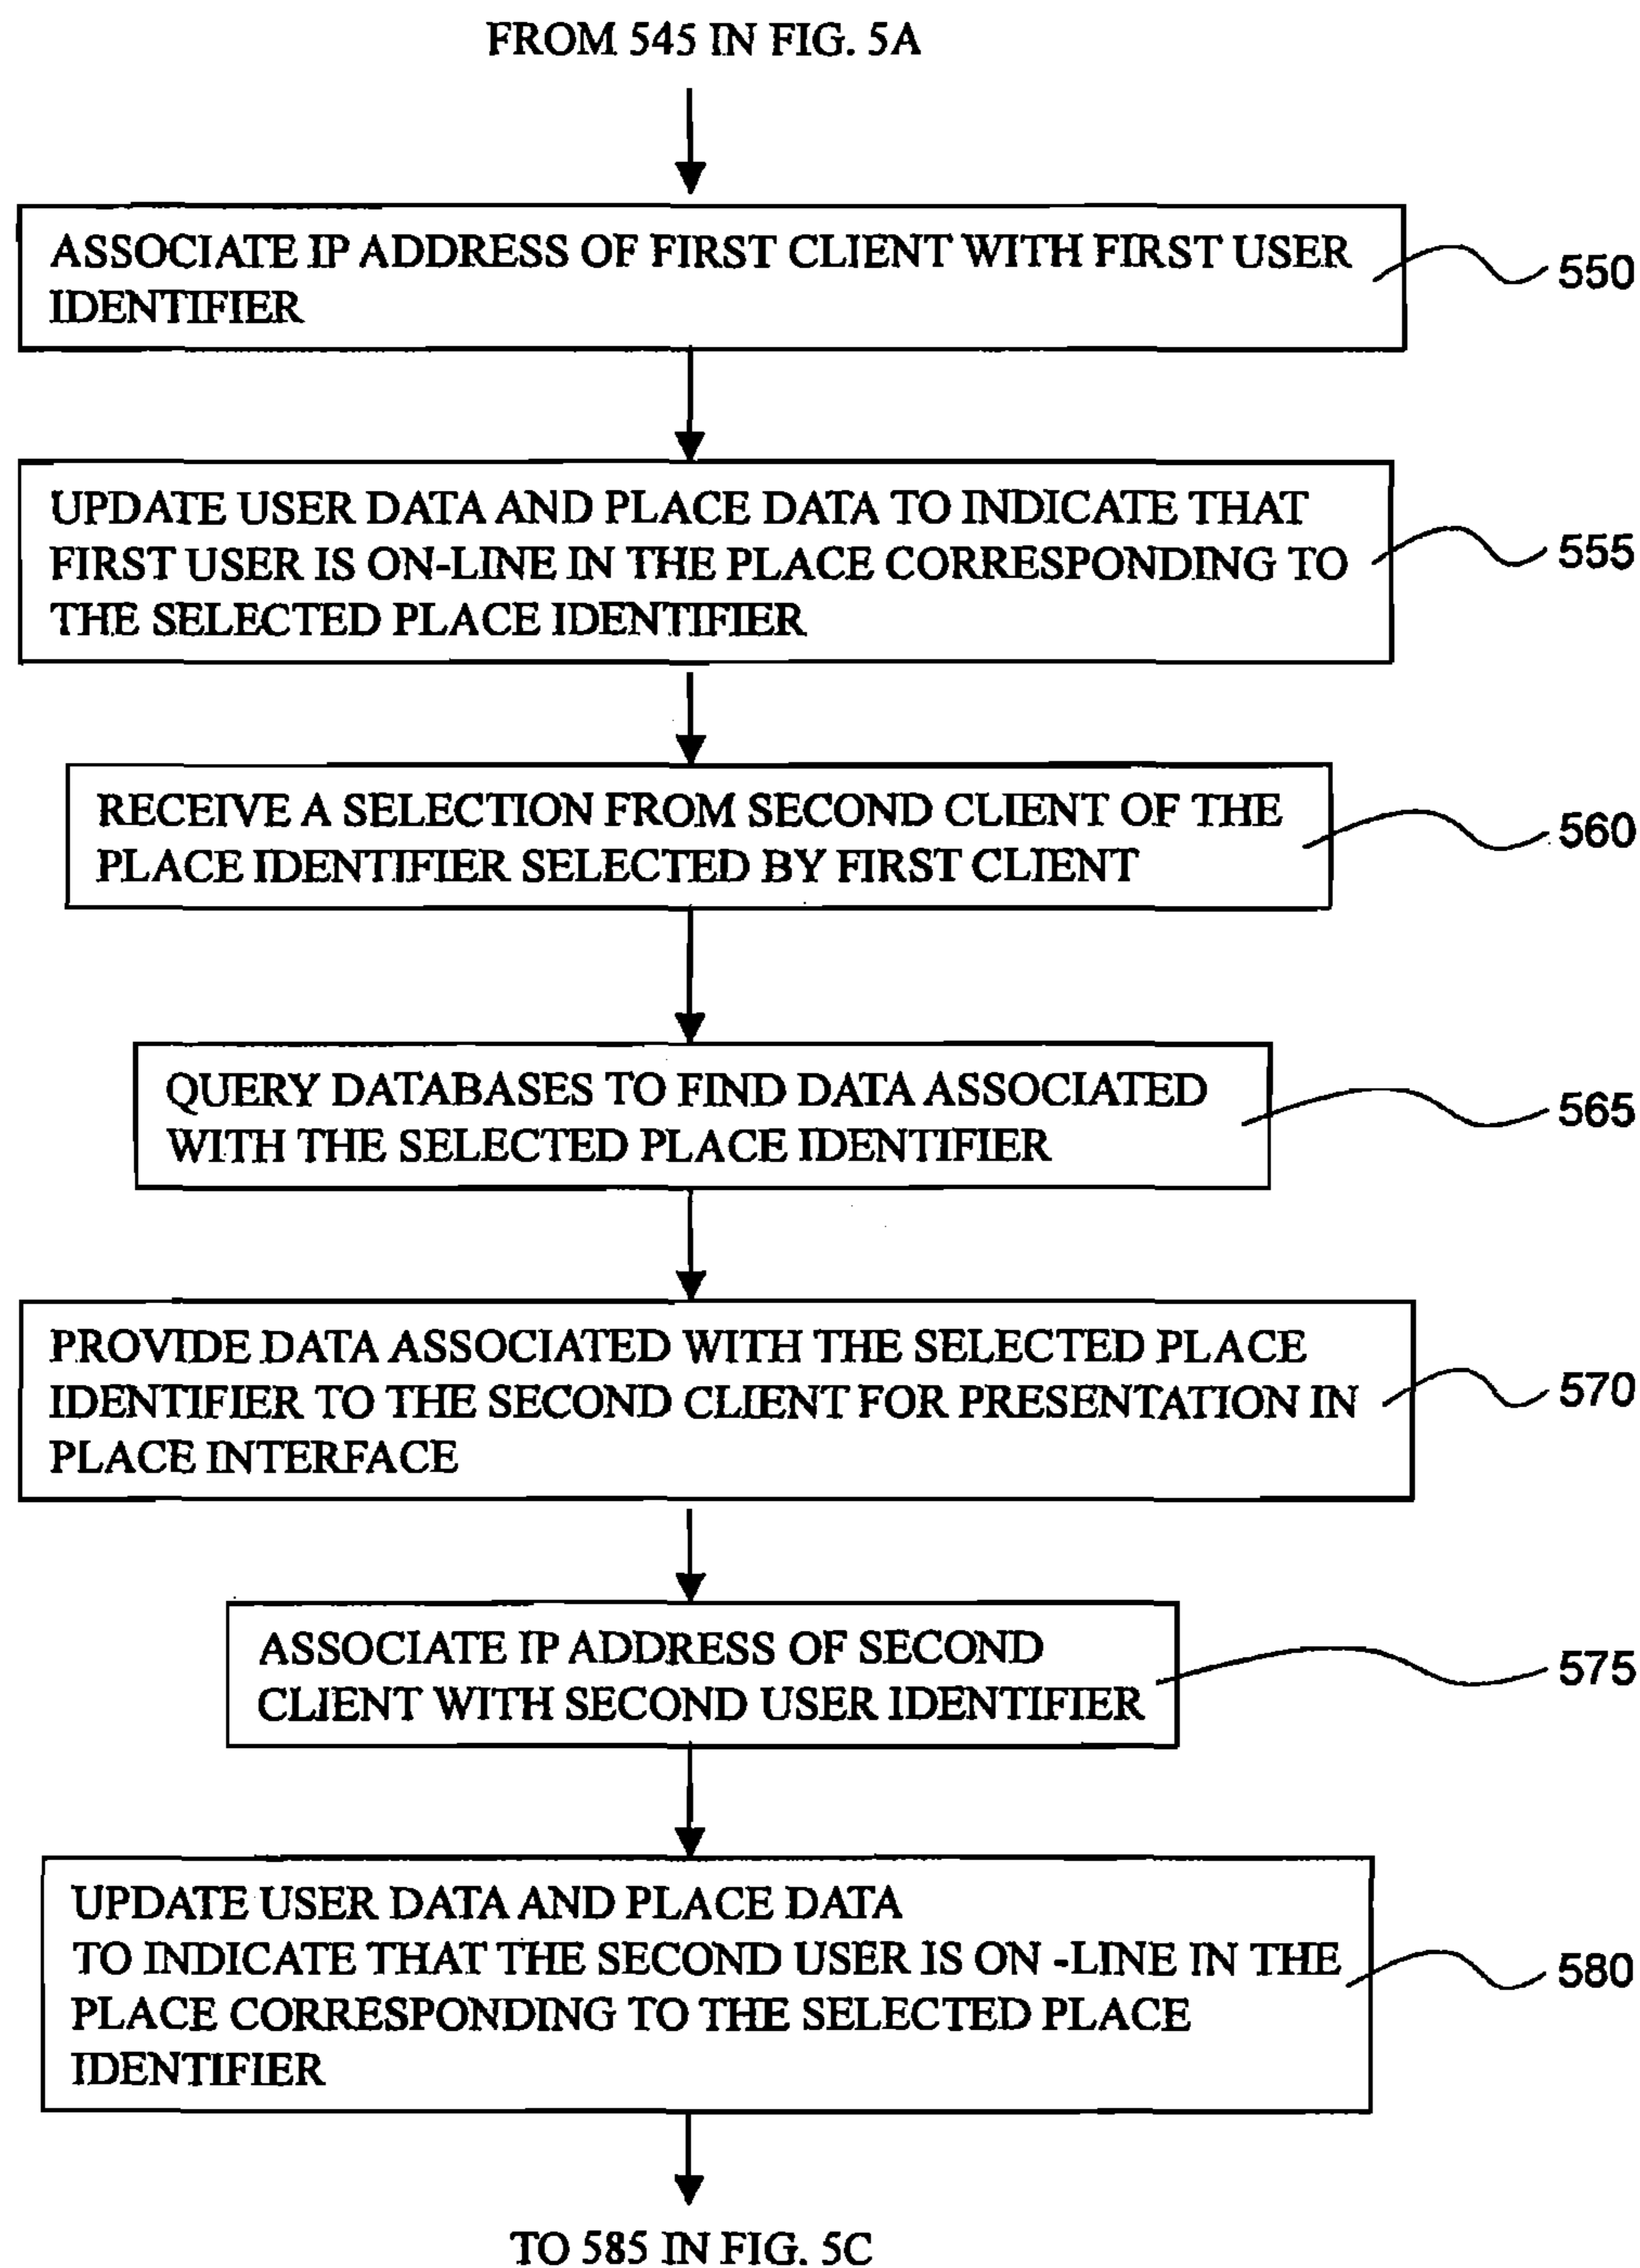 FROM 545 IN FIG. 5A
ASSOCIATE IP ADDRESS OF FIRST CLIENT WITH FIRST USER
IDENTIFIER
550
UPDATE USER DATA AND PLACE DATA TO INDICATE THAT
FIRST USER IS ON-LINE IN THE PLACE CORRESPONDING TO
THE SELECTED PLACE IDENTIFIER
555
RECEIVE A SELECTION FROM SECOND CLIENT OF THE
PLACE IDENTIFIER SELECTED BY FIRST CLIENT
560
QUERY DATABASES TO FIND DATA ASSOCIATED
WITH THE SELECTED PLACE IDENTIFIER
565
PROVIDE DATA ASSOCIATED WITH THE SELECTED PLACE
IDENTIFIER TO THE SECOND CLIENT FOR PRESENTATION IN
PLACE INTERFACE
570
ASSOCIATE IP ADDRESS OF SECOND
CLIENT WITH SECOND USER IDENTIFIER
575
UPDATE USER DATA AND PLACE DATA
TO INDICATE THAT THE SECOND USER IS ON -LINE IN THE
PLACE CORRESPONDING TO THE SELECTED PLACE
IDENTIFIER
580
TO 585 IN FIG. 5C